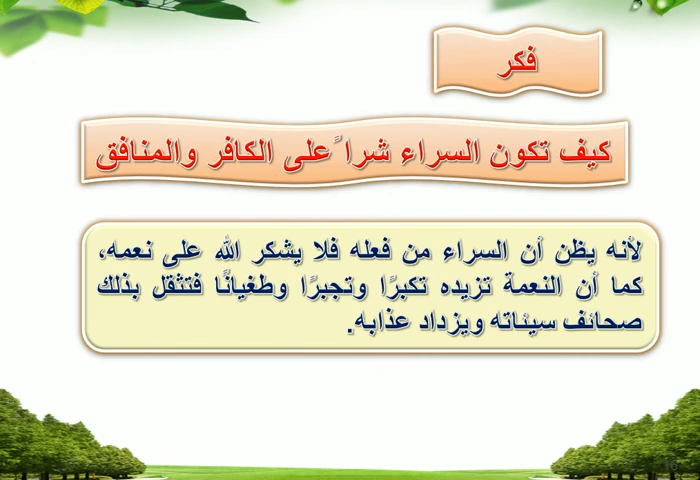 فكر
كيف تكون السراء شراً على الكافر والمنافق
لأنه يظن أن السراء من فعله فلا يشكر الله على نعمه،
كما أن النعمة تزيده تكبرًا وتجبرًا وطغيانًا فتثقل بذلك
صحائف سيئاته ويزداد عذابه.